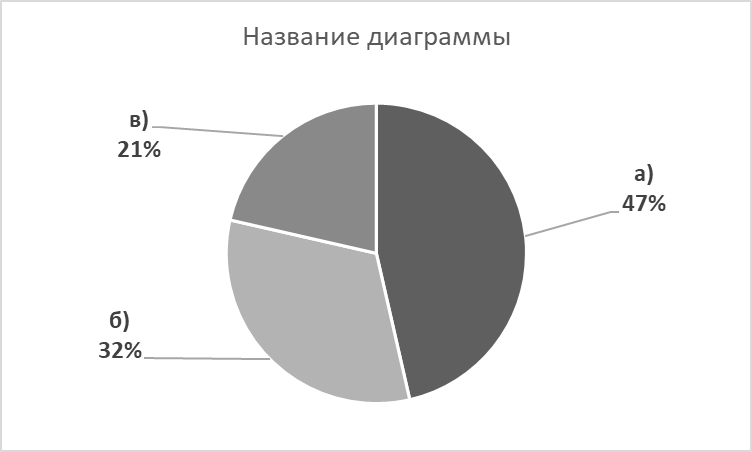 Название диаграммы
в)
21%
а)
47%
б)
32%